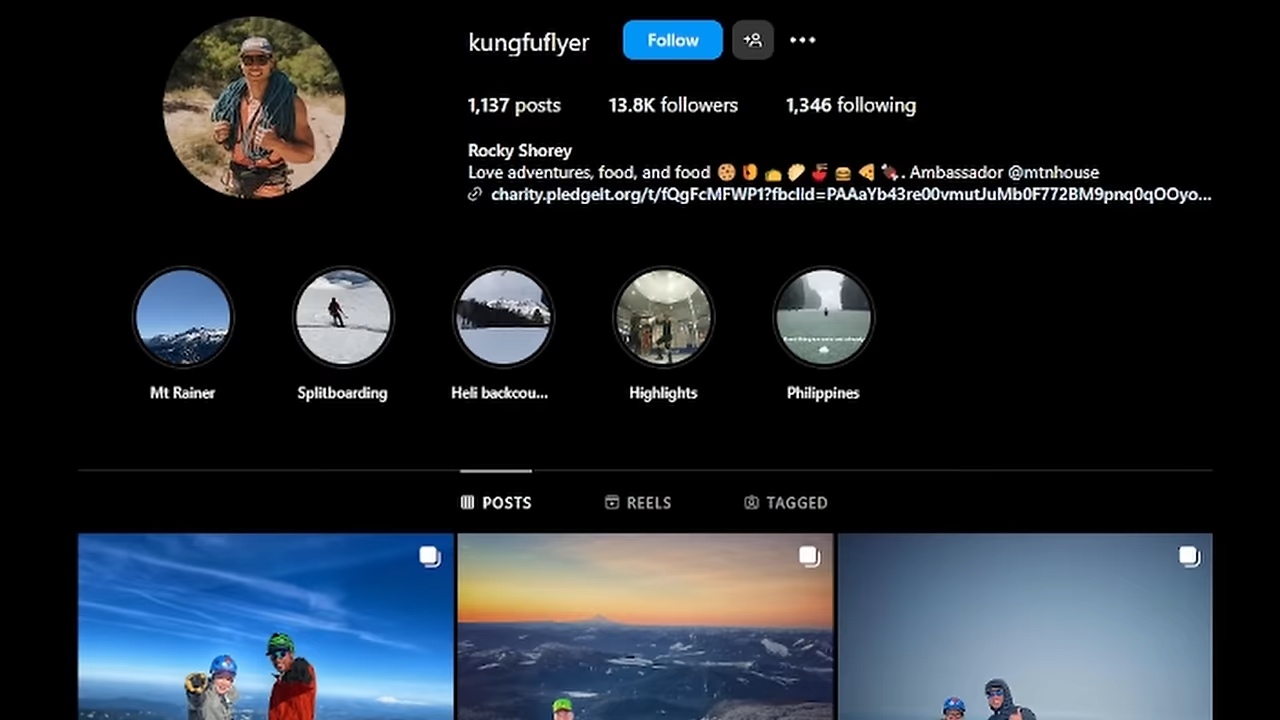 kungfuflyer Follow
1,137 posts 13.8K followers 1,346 following
Rocky Shorey
Love adventures, food, and food 🍪🥞🌮🌮🍜🍔🍕🍫. Ambassador @mtnhouse
charity.pledgeit.org/t/fQgFcMFWP1?fbclid=PAAaYb43re00vmutJuMb0F772BM9pnq0qOOyo...
Mt Rainer Splitboarding Heli backcou... Highlights Philippines
POSTS REELS TAGGED